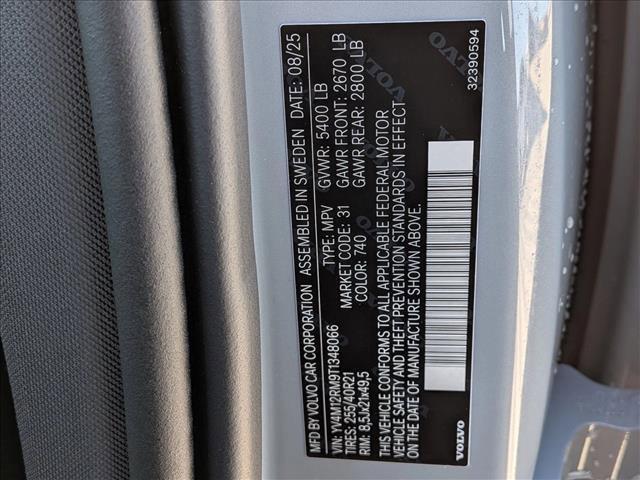 MFD BY VOLVO CAR CORPORATION ASSEMBLED IN SWEDEN DATE: 08/25
VIN: YV4M12RM9T1348066 TYPE: MPV GVWR: 5400 LB
TIRES: 255/40R21 MARKET CODE: 31 GAWR FRONT: 2670 LB
RIM: 8,5Jx21x49,5 COLOR: 740 GAWR REAR: 2800 LB
THIS VEHICLE CONFORMS TO ALL APPLICABLE FEDERAL MOTOR
VEHICLE SAFETY AND THEFT PREVENTION STANDARDS IN EFFECT
ON THE DATE OF MANUFACTURE SHOWN ABOVE.
VOLVO
32390594